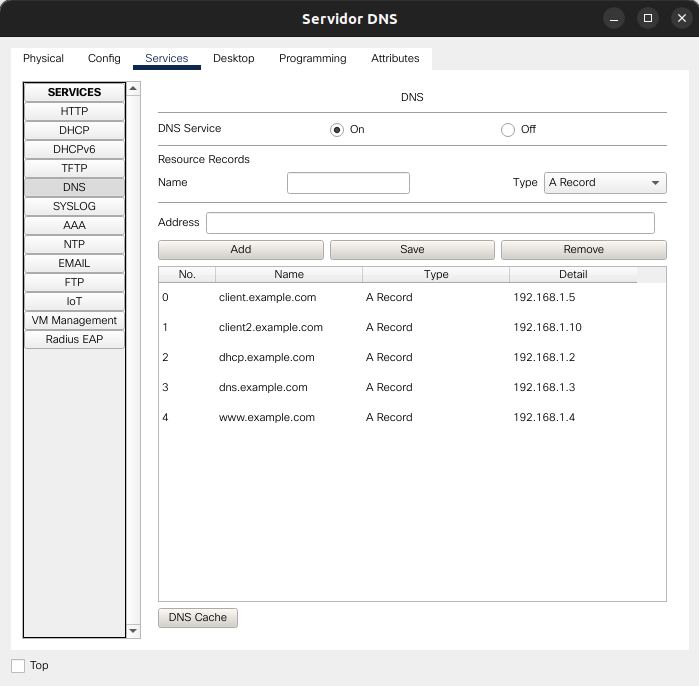 Servidor DNS
Physical Config Services Desktop Programming Attributes
SERVICES
HTTP
DHCP
DHCPv6
TFTP
DNS
SYSLOG
AAA
NTP
EMAIL
FTP
IoT
VM Management
Radius EAP
DNS
DNS Service On Off
Resource Records
Name Type A Record
Address
Add Save Remove
No. Name Type Detail
0 client.example.com A Record 192.168.1.5
1 client2.example.com A Record 192.168.1.10
2 dhcp.example.com A Record 192.168.1.2
3 dns.example.com A Record 192.168.1.3
4 www.example.com A Record 192.168.1.4
DNS Cache
Top